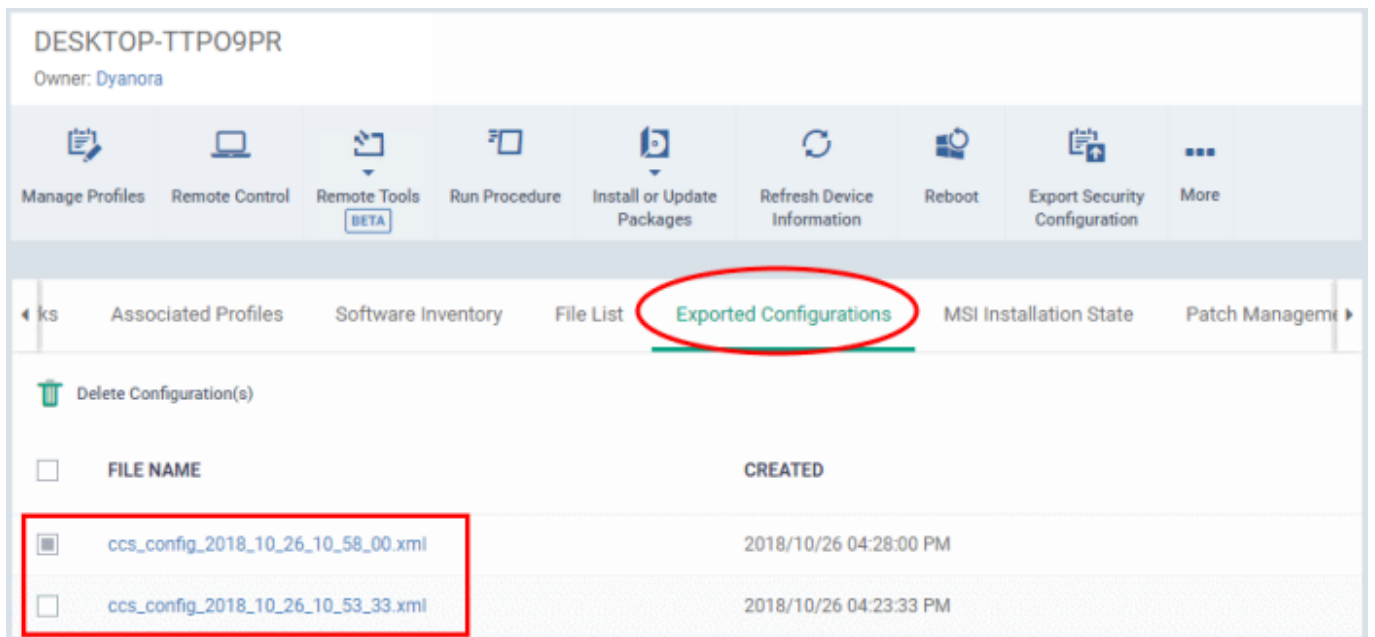 DESKTOP-TTPO9PR
Owner: Dyanora
Manage Profiles
Remote Control
Remote Tools
BETA
Run Procedure
Install or Update
Packages
Refresh Device
Information
Reboot
Export Security
Configuration
More
ks
Associated Profiles
Software Inventory
File List
Exported Configurations
MSI Installation State
Patch Manageme
Delete Configuration(s)
FILE NAME
CREATED
ccs_config_2018_10_26_10_58_00.xml
2018/10/26 04:28:00 PM
ccs_config_2018_10_26_10_53_33.xml
2018/10/26 04:23:33 PM